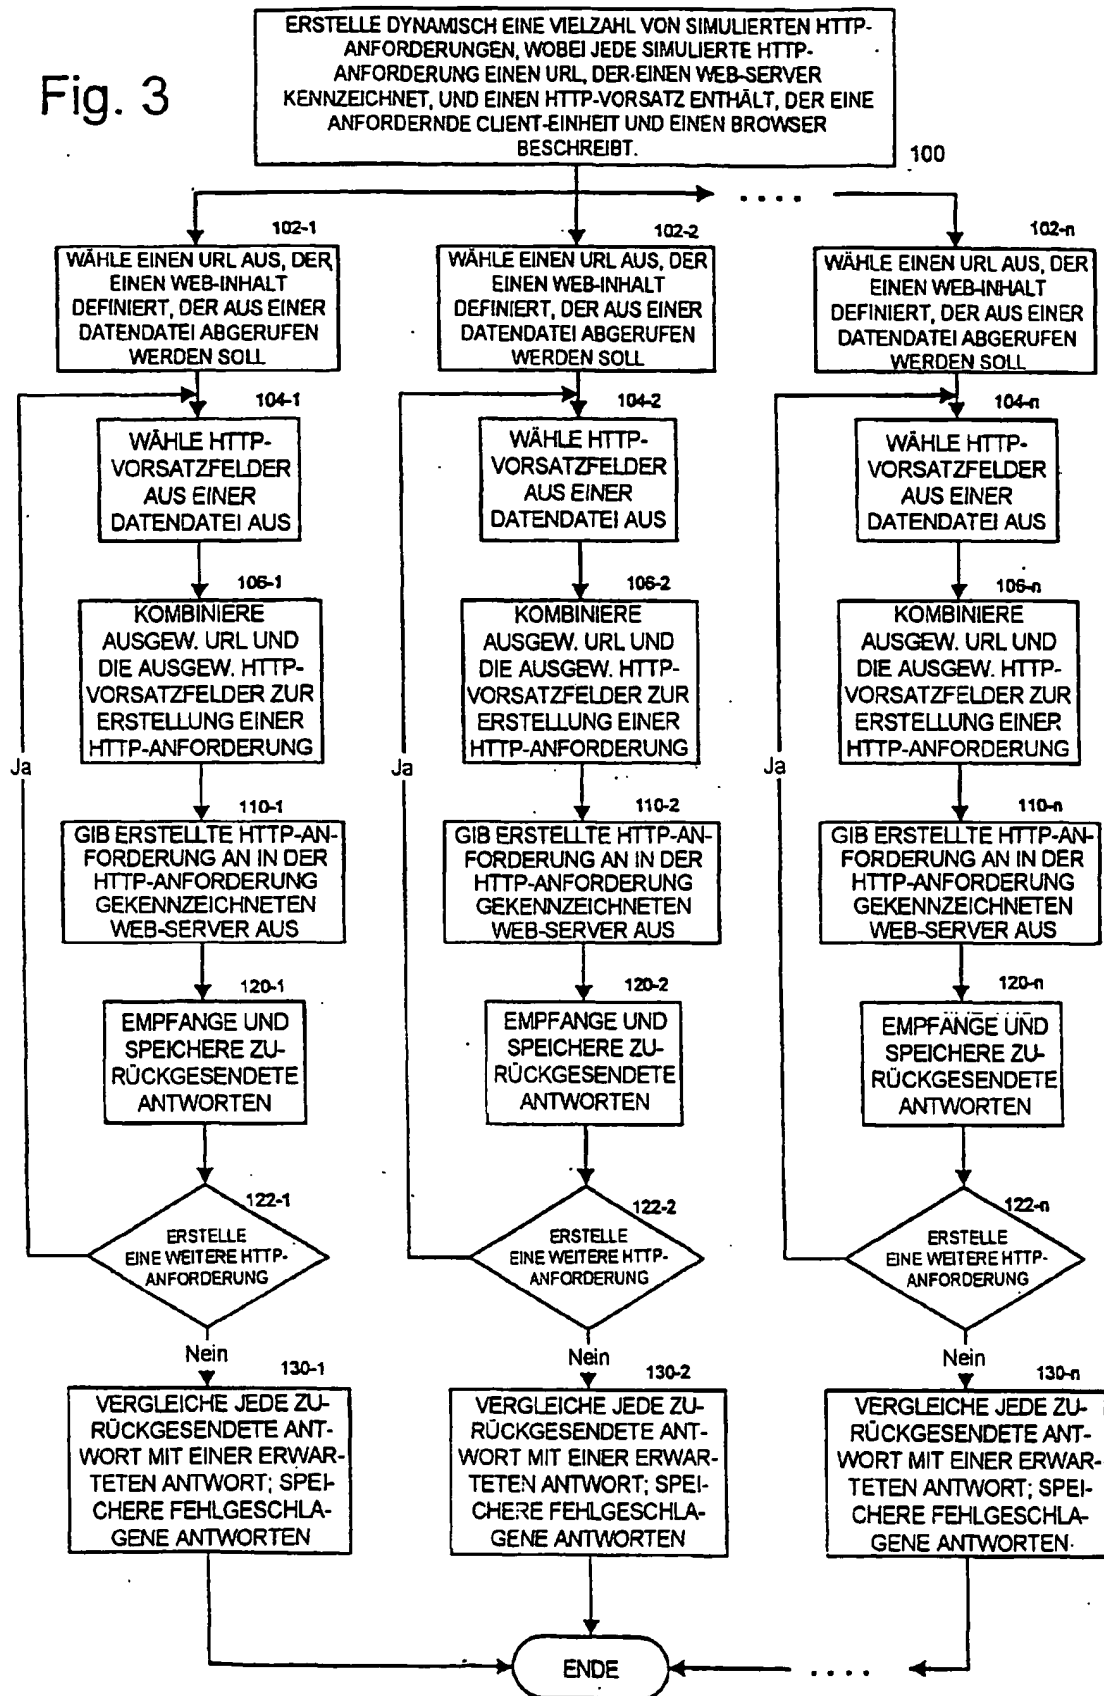 Fig. 3
ERSTELLE DYNAMISCH EINE VIELZAHL VON SIMULIERTEN HTTP-
ANFORDERUNGEN, WOBEI JEDE SIMULIERTE HTTP-
ANFORDERUNG EINEN URL, DER EINEN WEB-SERVER
KENNZEICHNET, UND EINEN HTTP-VORSATZ ENTHÄLT, DER EINE
ANFORDERNDE CLIENT-EINHEIT UND EINEN BROWSER
BESCHREIBT.
100
....
102-1
WÄHLE EINEN URL AUS, DER
EINEN WEB-INHALT
DEFINIERT, DER AUS EINER
DATENDATEI ABGERUFEN
WERDEN SOLL
104-1
WÄHLE HTTP-
VORSATZFELDER
AUS EINER
DATENDATEI AUS
106-1
KOMBINIERE
AUSGEW. URL UND
DIE AUSGEW. HTTP-
VORSATZFELDER ZUR
ERSTELLUNG EINER
HTTP-ANFORDERUNG
Ja
110-1
GIB ERSTELLTE HTTP-AN-
FORDERUNG AN IN DER
HTTP-ANFORDERUNG
GEKENNZEICHNETEN
WEB-SERVER AUS
120-1
EMPFANGE UND
SPEICHERE ZU-
RÜCKGESENDETE
ANTWORTEN
122-1
ERSTELLE
EINE WEITERE HTTP-
ANFORDERUNG
Nein
130-1
VERGLEICHE JEDE ZU-
RÜCKGESENDETE ANT-
WORT MIT EINER ERWAR-
TETEN ANTWORT; SPEI-
CHERE FEHLGESCHLA-
GENE ANTWORTEN
102-2
WÄHLE EINEN URL AUS, DER
EINEN WEB-INHALT
DEFINIERT, DER AUS EINER
DATENDATEI ABGERUFEN
WERDEN SOLL
104-2
WÄHLE HTTP-
VORSATZFELDER
AUS EINER
DATENDATEI AUS
106-2
KOMBINIERE
AUSGEW. URL UND
DIE AUSGEW. HTTP-
VORSATZFELDER ZUR
ERSTELLUNG EINER
HTTP-ANFORDERUNG
Ja
110-2
GIB ERSTELLTE HTTP-AN-
FORDERUNG AN IN DER
HTTP-ANFORDERUNG
GEKENNZEICHNETEN
WEB-SERVER AUS
120-2
EMPFANGE UND
SPEICHERE ZU-
RÜCKGESENDETE
ANTWORTEN
122-2
ERSTELLE
EINE WEITERE HTTP-
ANFORDERUNG
Nein
130-2
VERGLEICHE JEDE ZU-
RÜCKGESENDETE ANT-
WORT MIT EINER ERWAR-
TETEN ANTWORT; SPEI-
CHERE FEHLGESCHLA-
GENE ANTWORTEN
102-n
WÄHLE EINEN URL AUS, DER
EINEN WEB-INHALT
DEFINIERT, DER AUS EINER
DATENDATEI ABGERUFEN
WERDEN SOLL
104-n
WÄHLE HTTP-
VORSATZFELDER
AUS EINER
DATENDATEI AUS
106-n
KOMBINIERE
AUSGEW. URL UND
DIE AUSGEW. HTTP-
VORSATZFELDER ZUR
ERSTELLUNG EINER
HTTP-ANFORDERUNG
Ja
110-n
GIB ERSTELLTE HTTP-AN-
FORDERUNG AN IN DER
HTTP-ANFORDERUNG
GEKENNZEICHNETEN
WEB-SERVER AUS
120-n
EMPFANGE UND
SPEICHERE ZU-
RÜCKGESENDETE
ANTWORTEN
122-n
ERSTELLE
EINE WEITERE HTTP-
ANFORDERUNG
Nein
130-n
VERGLEICHE JEDE ZU-
RÜCKGESENDETE ANT-
WORT MIT EINER ERWAR-
TETEN ANTWORT; SPEI-
CHERE FEHLGESCHLA-
GENE ANTWORTEN
ENDE
....